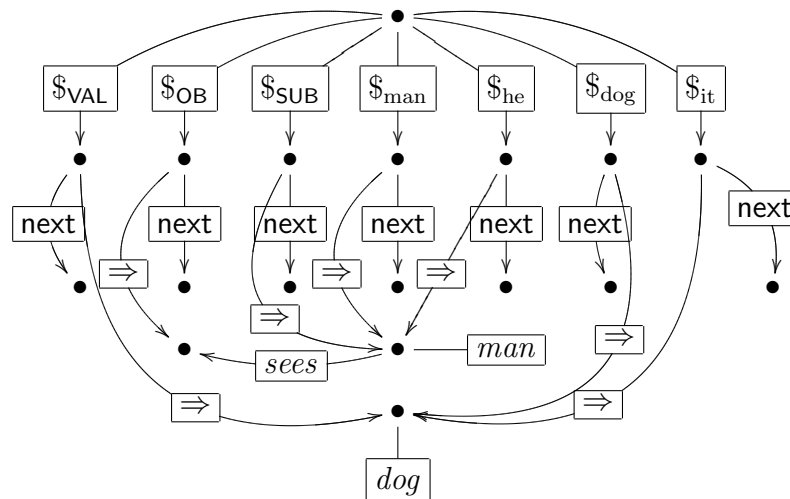 $VAL $OB $SUB $man $he $dog $it
next next next next next next next
⇒ ⇒ ⇒
⇒ ⇒
sees man
⇒ ⇒
dog